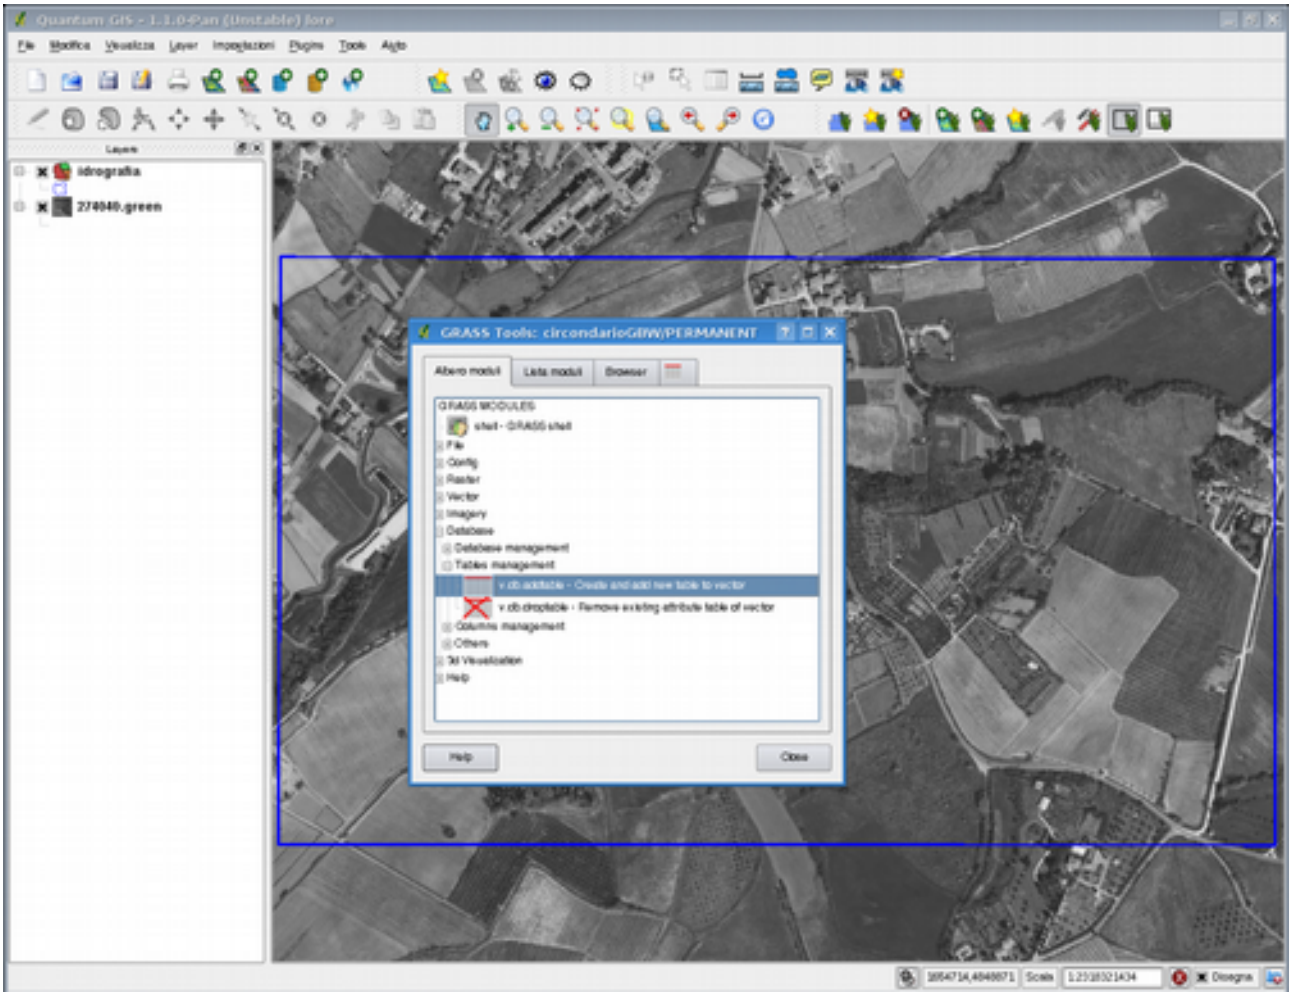 Quantum GIS - 1.1.0-Pan (Unstable) lore
File Modifica Visualizza Layer Impostazioni Plugins Tools Aiuto
Layers
idrografia
274040.green
GRASS Tools: circondarioGBW/PERMANENT
Albero moduli Lista moduli Browser
GRASS MODULES
shell - GRASS shell
File
Config
Raster
Vector
Imagery
Database
Database management
Tables management
v.db.addtable - Create and add new table to vector
v.db.droptable - Remove existing attribute table of vector
Columns management
Others
3d Visualization
Help
Help Close
Scala Disegna